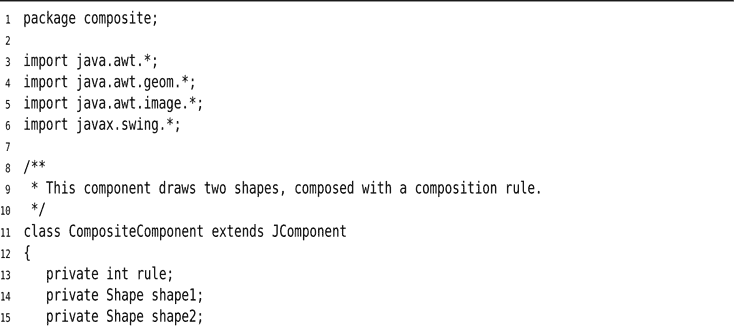 1 package composite;
2
3 import java.awt.*;
4 import java.awt.geom.*;
5 import java.awt.image.*;
6 import javax.swing.*;
7
8 /**
9  * This component draws two shapes, composed with a composition rule.
10  */
11 class CompositeComponent extends JComponent
12 {
13    private int rule;
14    private Shape shape1;
15    private Shape shape2;